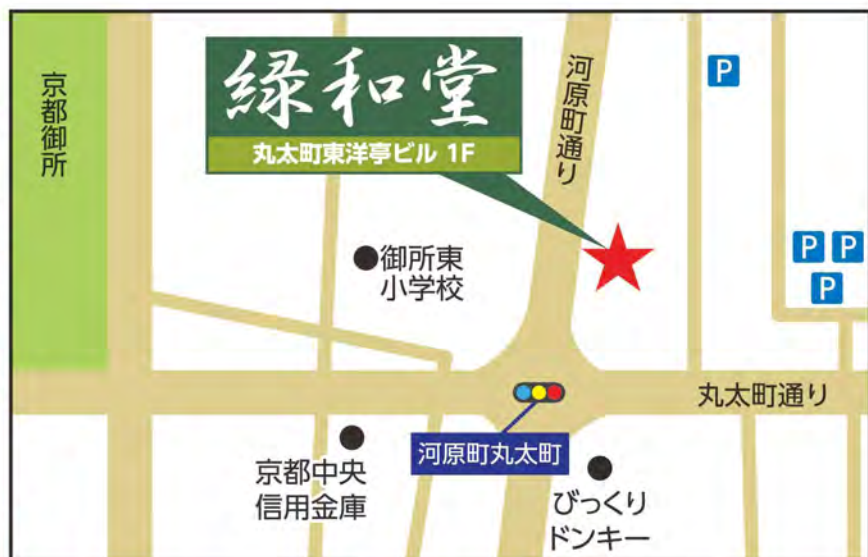 京都御所
緑和堂
丸太町東洋亭ビル 1F
河原町通り
P
P P
P
御所東
小学校
丸太町通り
河原町丸太町
京都中央
信用金庫
びっくり
ドンキー